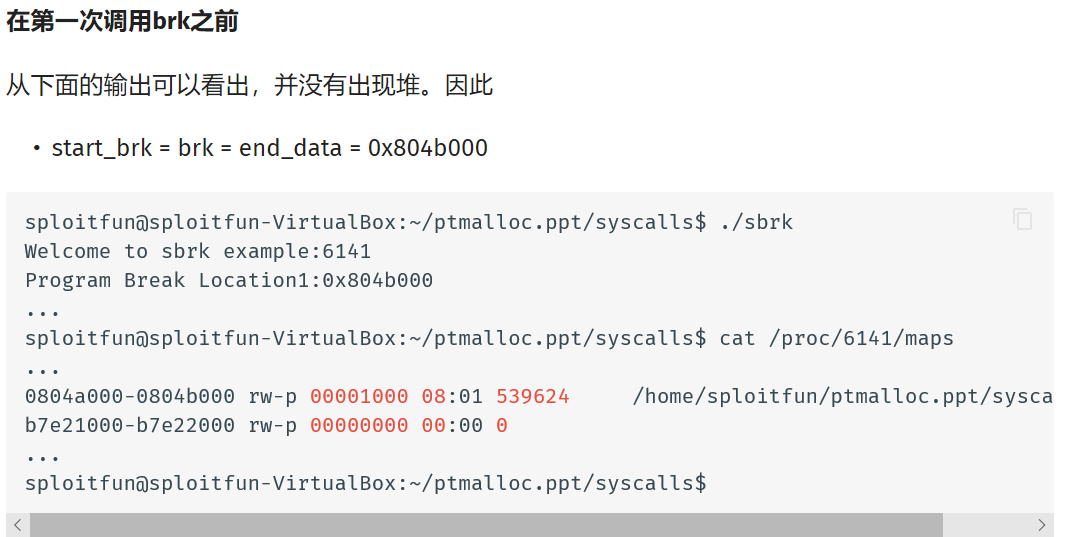 在第一次调用brk之前
从下面的输出可以看出，并没有出现堆。因此
• start_brk = brk = end_data = 0x804b000
sploitfun@sploitfun-VirtualBox:~/ptmalloc.ppt/syscalls$ ./sbrk
Welcome to sbrk example:6141
Program Break Location1:0x804b000
...
sploitfun@sploitfun-VirtualBox:~/ptmalloc.ppt/syscalls$ cat /proc/6141/maps
...
0804a000-0804b000 rw-p 00001000 08:01 539624     /home/sploitfun/ptmalloc.ppt/sysca
b7e21000-b7e22000 rw-p 00000000 00:00 0
...
sploitfun@sploitfun-VirtualBox:~/ptmalloc.ppt/syscalls$